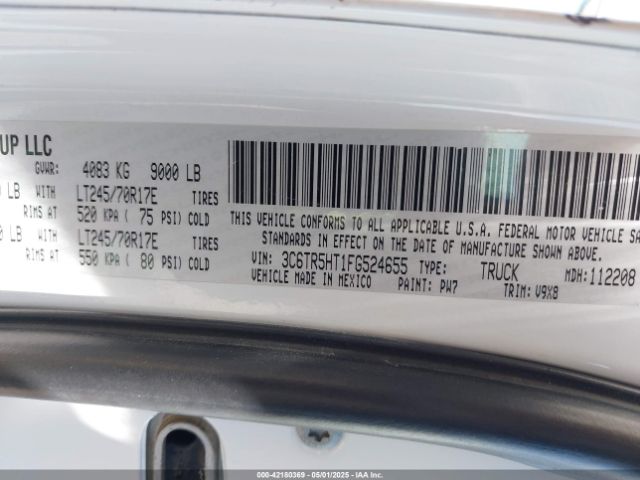 UP LLC
GVWR: 4083 KG 9000 LB
LB WITH LT245/70R17E TIRES
RIMS AT 520 KPA ( 75 PSI) COLD
LB WITH LT245/70R17E TIRES
RIMS AT 550 KPA ( 80 PSI) COLD
THIS VEHICLE CONFORMS TO ALL APPLICABLE U.S.A. FEDERAL MOTOR VEHICLE SA
STANDARDS IN EFFECT ON THE DATE OF MANUFACTURE SHOWN ABOVE.
VIN: 3C6TR5HT1FG524655 TYPE: TRUCK MDH:112208
VEHICLE MADE IN MEXICO PAINT: PW7 TRIM: V9X8
000-42180369 - 05/01/2025 - IAAI.COM